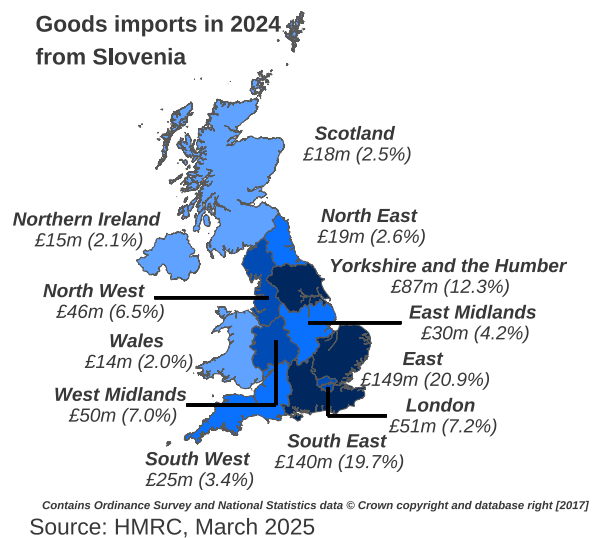 Goods imports in 2024
from Slovenia
Scotland
£18m (2.5%)
Northern Ireland
£15m (2.1%)
North East
£19m (2.6%)
Yorkshire and the Humber
£87m (12.3%)
North West
£46m (6.5%)
East Midlands
£30m (4.2%)
Wales
£14m (2.0%)
East
£149m (20.9%)
West Midlands
£50m (7.0%)
London
£51m (7.2%)
South East
£140m (19.7%)
South West
£25m (3.4%)
Contains Ordinance Survey and National Statistics data © Crown copyright and database right [2017]
Source: HMRC, March 2025